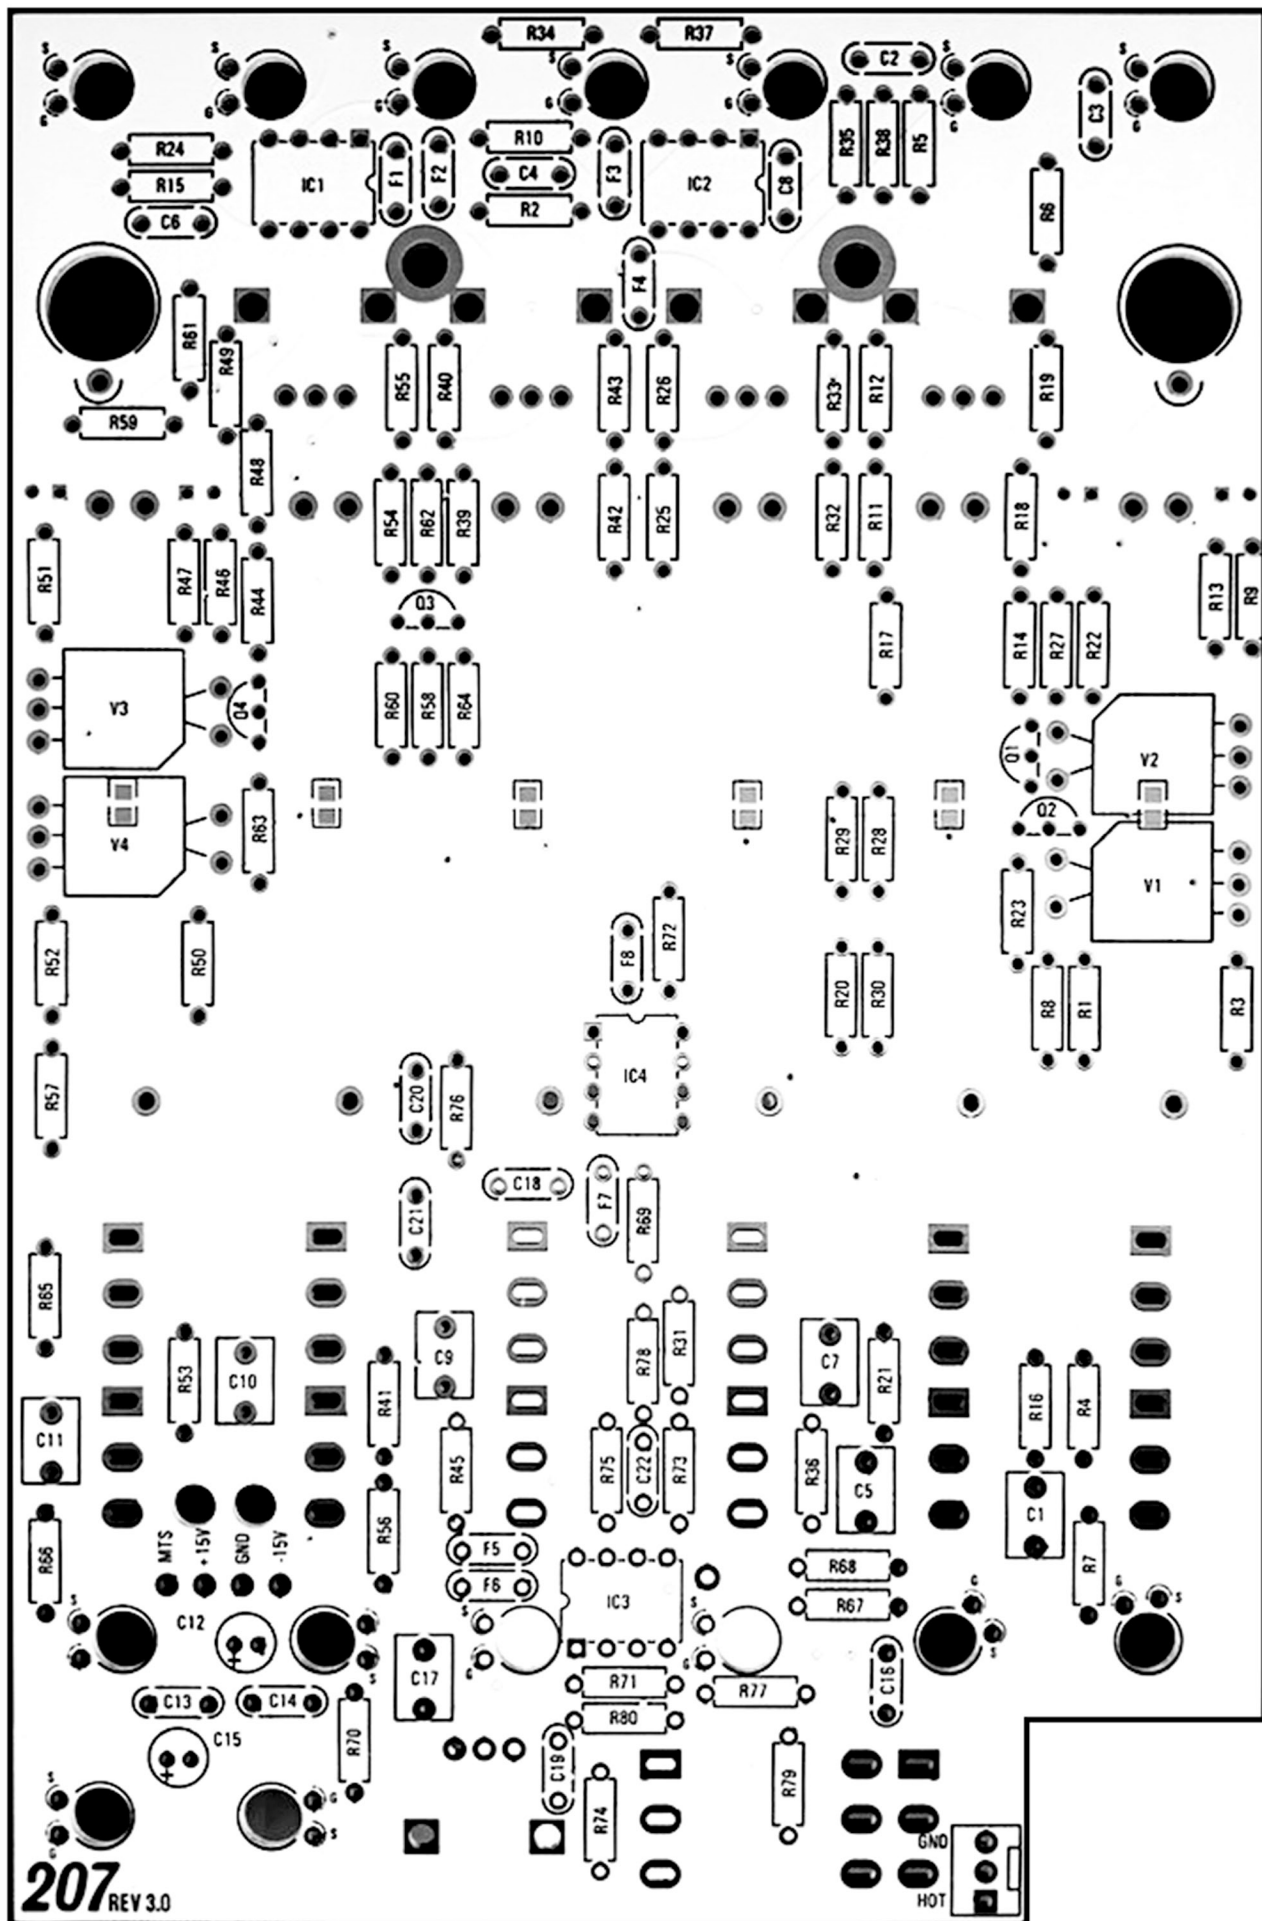 R34 R37
S S S S S C2 S S
G G G G G G C3 G
R24 R10 R35 R38 R5
R15 IC1 F1 F2 C4 F3 IC2 C8
C6 R2 R6
F4
R61 R49 R55 R40 R43 R26 R33 R12 R19
R59
R48
R54 R62 R39 R42 R25 R32 R11 R18
R51 R47 R46 R44 R13 R9
Q3 R17 R14 R27 R22
V3 Q4 R60 R58 R64
Q1 V2
Q2
V4 R63 R29 R28 V1
R23
R52 R50 F8 R72 R20 R30 R8 R1 R3
R57 C20 R76 IC4
C21 C18 F7 R69
R65
R53 C10 C9 R78 R31 C7 R21
C11 R41 R45 R75 C22 R73 R36 C5 R16 R4
C1
R66 MTS +15V GND -15V R56 F5 R68 R7
F6 IC3 R67 G G S
S C12 S S
G + G S G S
C17 R71 R77 C16
C13 C14 R70 R80
C15 C19 R79
+ R74
S G
G S GND
HOT
207 REV 3.0